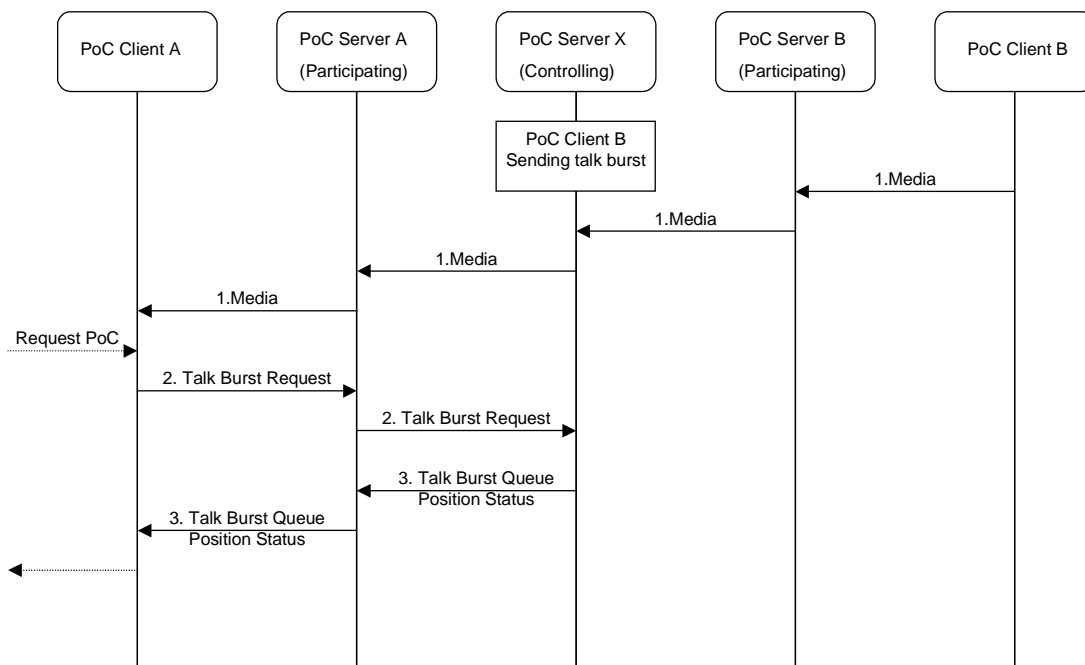 PoC Client A
PoC Server A
(Participating)
PoC Server X
(Controlling)
PoC Server B
(Participating)
PoC Client B
PoC Client B
Sending talk burst
1.Media
1.Media
1.Media
1.Media
Request PoC
2. Talk Burst Request
2. Talk Burst Request
3. Talk Burst Queue
Position Status
3. Talk Burst Queue
Position Status